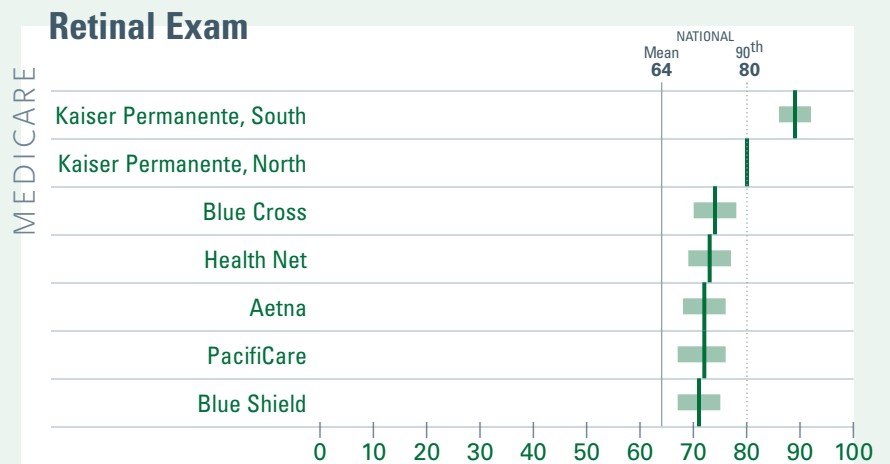 Retinal Exam
MEDICARE
NATIONAL
Mean 90th
64 80
Kaiser Permanente, South
Kaiser Permanente, North
Blue Cross
Health Net
Aetna
PacifiCare
Blue Shield
0 10 20 30 40 50 60 70 80 90 100